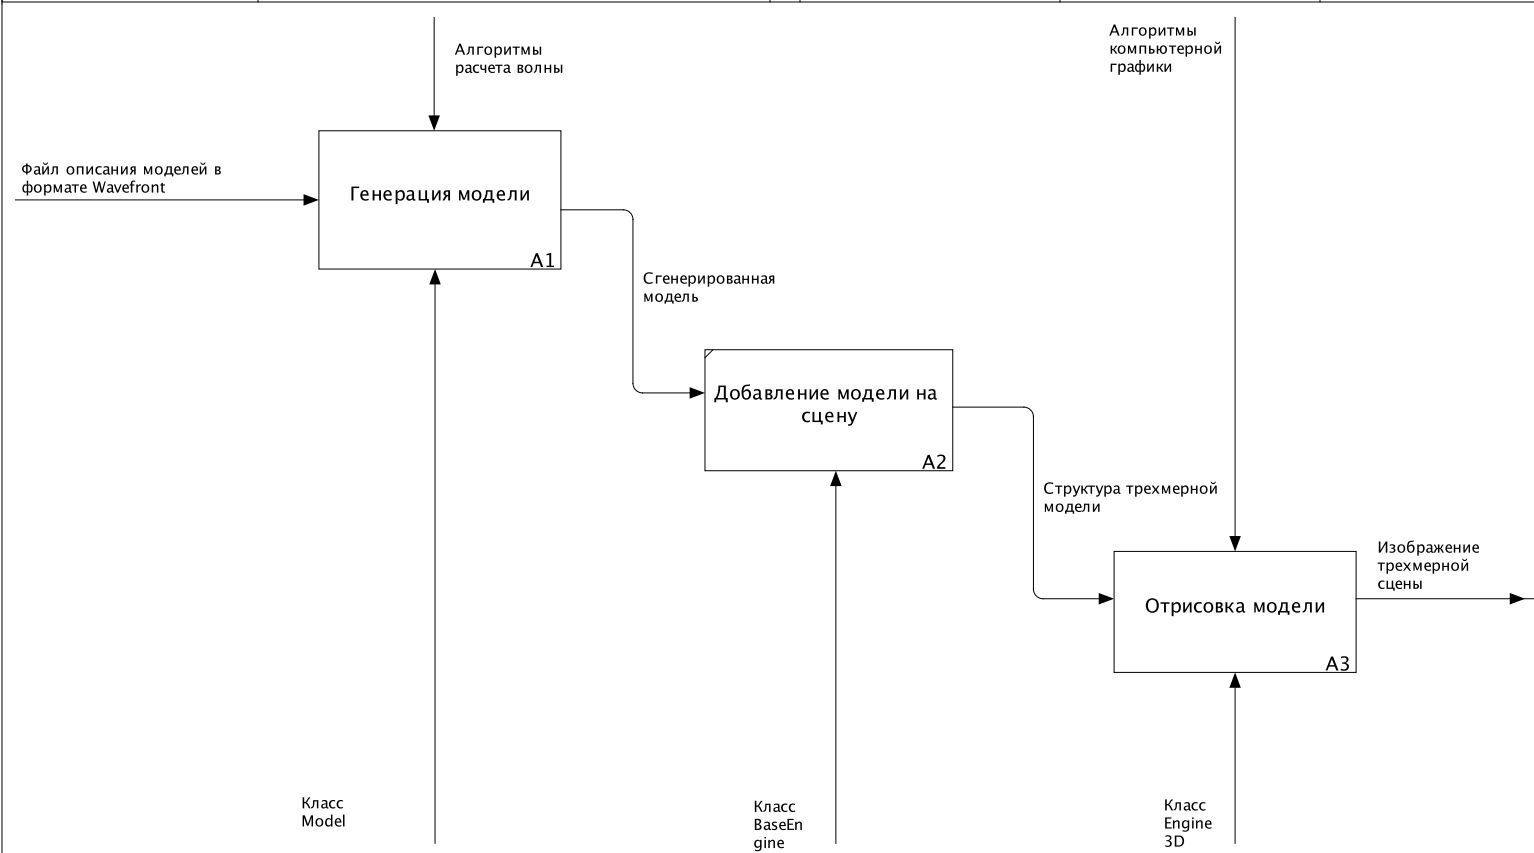 Алгоритмы
расчета волны
Алгоритмы
компьютерной
графики
Файл описания моделей в
формате Wavefront
Генерация модели
A1
Сгенерированная
модель
Добавление модели на
сцену
A2
Структура трехмерной
модели
Изображение
трехмерной
сцены
Отрисовка модели
A3
Класс
Model
Класс
BaseEn
gine
Класс
Engine
3D